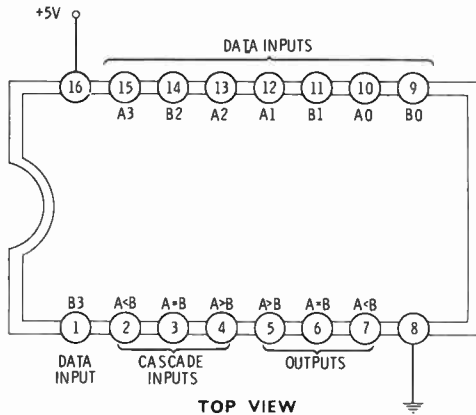 +5V
DATA INPUTS
16 15 14 13 12 11 10 9
A3 B2 A2 A1 B1 A0 B0
B3 A<B A=B A>B A>B A=B A<B
1 2 3 4 5 6 7 8
DATA INPUT
CASCADE INPUTS
OUTPUTS
TOP VIEW